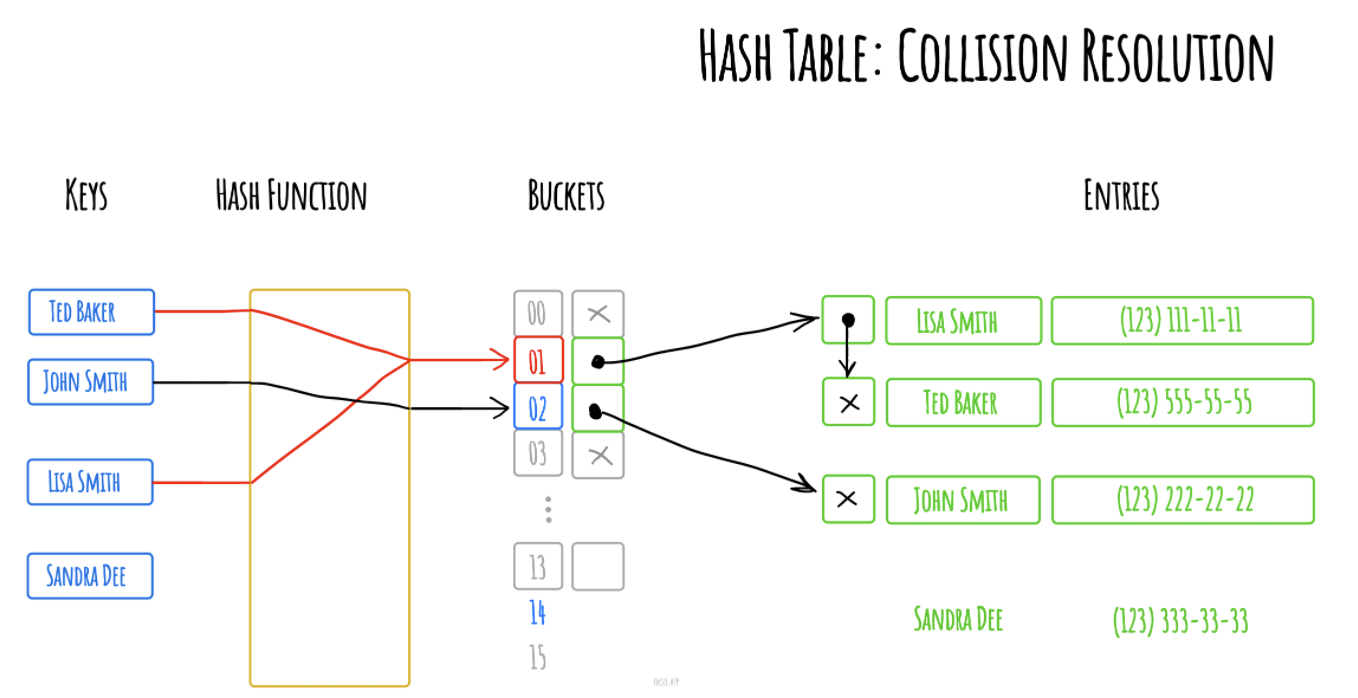 HASH TABLE: COLLISION RESOLUTION
KEYS
HASH FUNCTION
BUCKETS
ENTRIES
TED BAKER
JOHN SMITH
LISA SMITH
SANDRA DEE
00
01
02
03
13
14
15
LISA SMITH (123) 111-11-11
TED BAKER (123) 555-55-55
JOHN SMITH (123) 222-22-22
SANDRA DEE (123) 333-33-33